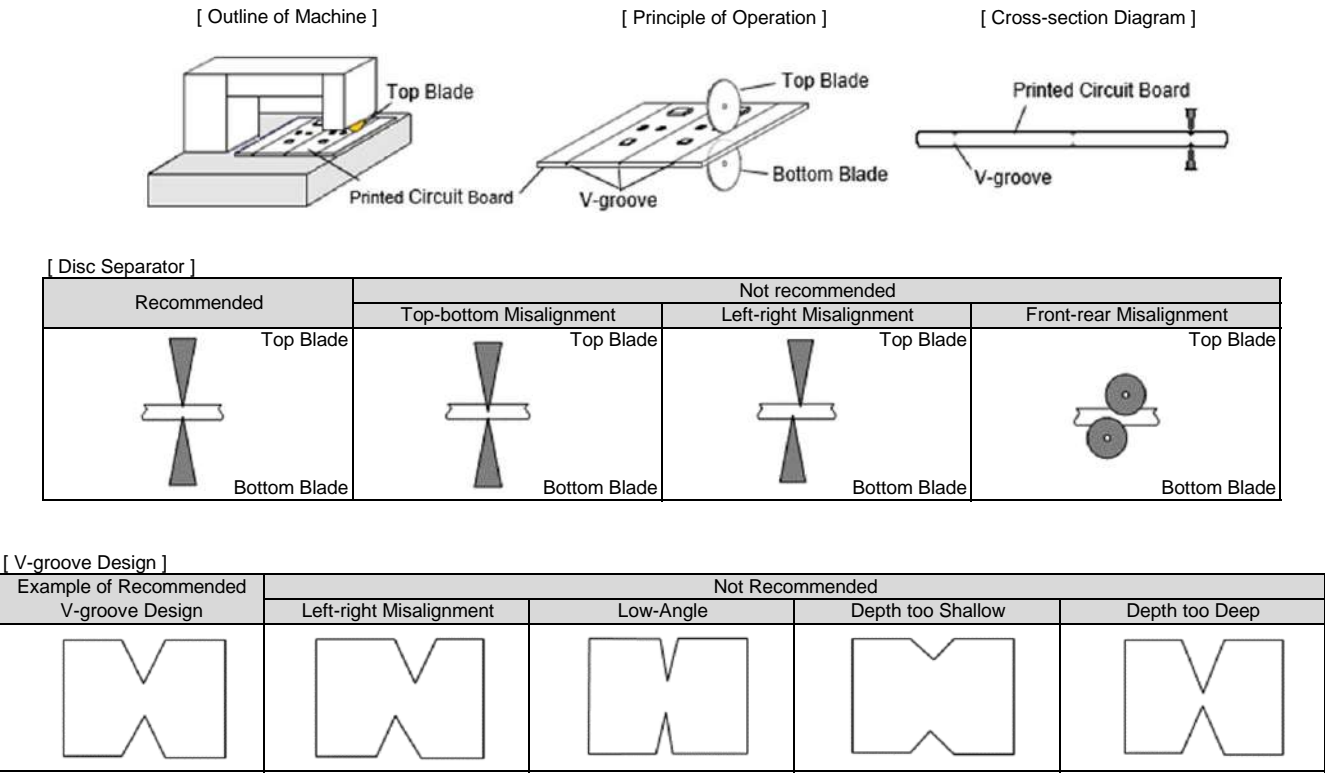 [ Outline of Machine ]
[ Principle of Operation ]
[ Cross-section Diagram ]
Top Blade
Printed Circuit Board
Top Blade
Bottom Blade
V-groove
Printed Circuit Board
V-groove
[ Disc Separator ]
Recommended
Not recommended
Top-bottom Misalignment
Left-right Misalignment
Front-rear Misalignment
Top Blade
Top Blade
Top Blade
Top Blade
Bottom Blade
Bottom Blade
Bottom Blade
Bottom Blade
[ V-groove Design ]
Example of Recommended
V-groove Design
Not Recommended
Left-right Misalignment
Low-Angle
Depth too Shallow
Depth too Deep